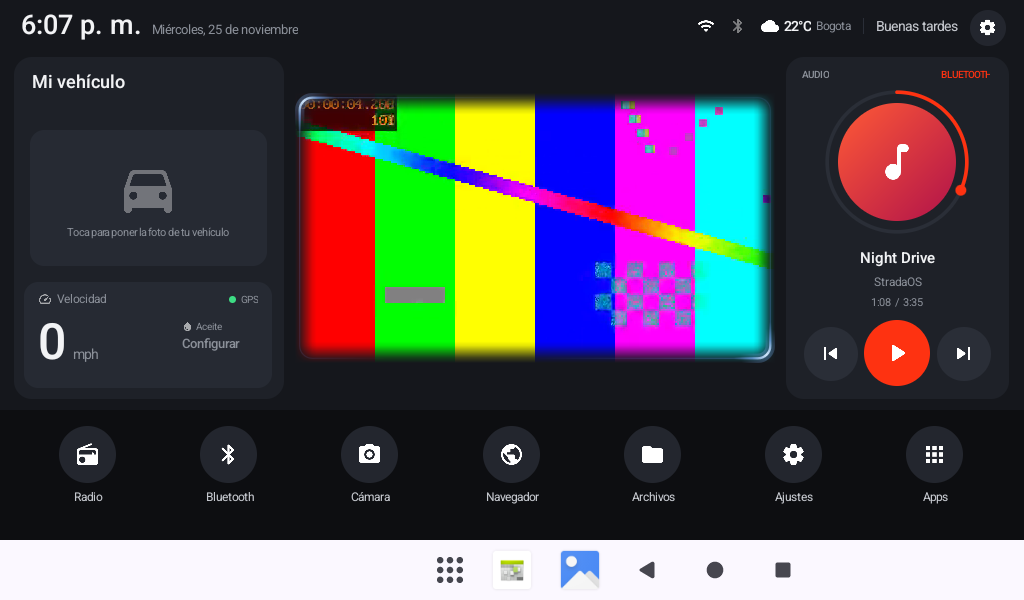 6:07 p. m.
Miércoles, 25 de noviembre
22°C Bogota
Buenas tardes
Mi vehículo
Toca para poner la foto de tu vehículo
Velocidad
GPS
0 mph
Aceite
Configurar
101
AUDIO
BLUETOOTH
Night Drive
StradaOS
1:08 / 3:35
Radio
Bluetooth
Cámara
Navegador
Archivos
Ajustes
Apps